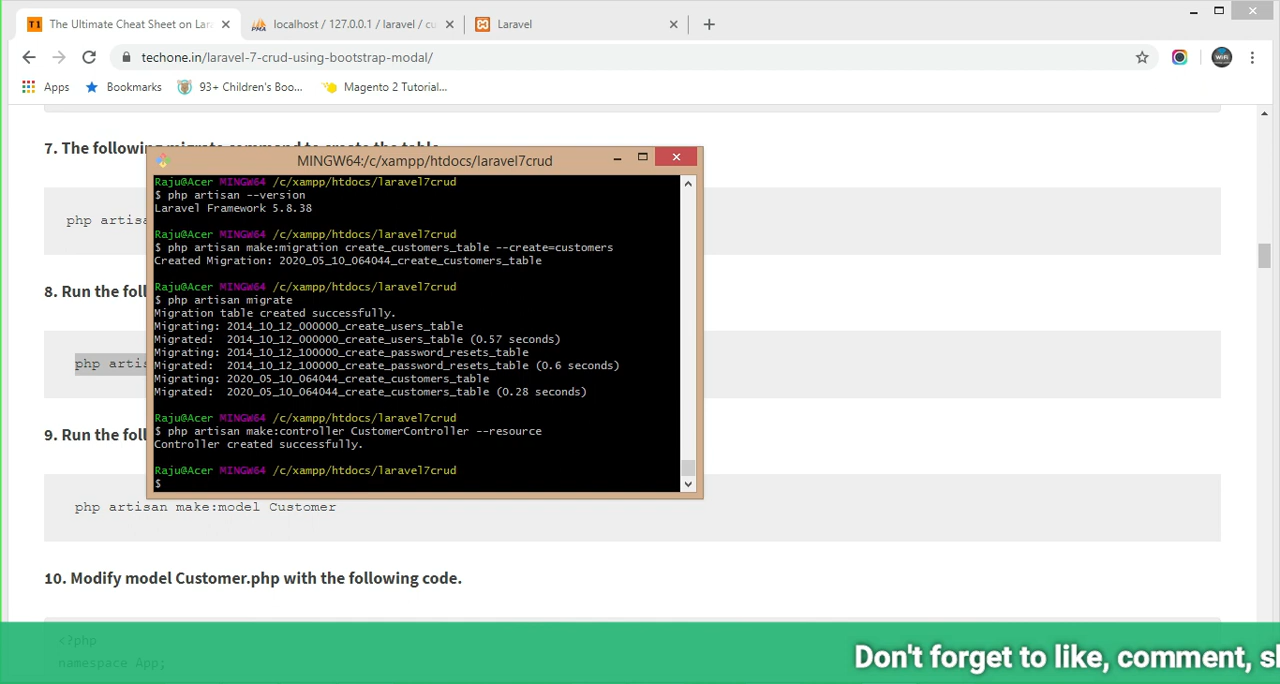 The Ultimate Cheat Sheet on Lar
localhost / 127.0.0.1 / laravel / cu
Laravel
techone.in/laravel-7-crud-using-bootstrap-modal/
Apps
Bookmarks
93+ Children's Boo...
Magento 2 Tutorial...
7. The following migrate command to create the table.
MINGW64:/c/xampp/htdocs/laravel7crud
Raju@Acer MINGW64 /c/xampp/htdocs/laravel7crud
$ php artisan --version
Laravel Framework 5.8.38
Raju@Acer MINGW64 /c/xampp/htdocs/laravel7crud
$ php artisan make:migration create_customers_table --create=customers
Created Migration: 2020_05_10_064044_create_customers_table
Raju@Acer MINGW64 /c/xampp/htdocs/laravel7crud
$ php artisan migrate
Migration table created successfully.
Migrating: 2014_10_12_000000_create_users_table
Migrated:  2014_10_12_000000_create_users_table (0.57 seconds)
Migrating: 2014_10_12_100000_create_password_resets_table
Migrated:  2014_10_12_100000_create_password_resets_table (0.6 seconds)
Migrating: 2020_05_10_064044_create_customers_table
Migrated:  2020_05_10_064044_create_customers_table (0.28 seconds)
Raju@Acer MINGW64 /c/xampp/htdocs/laravel7crud
$ php artisan make:controller CustomerController --resource
Controller created successfully.
Raju@Acer MINGW64 /c/xampp/htdocs/laravel7crud
$
php artisa
8. Run the foll
php artis
9. Run the foll
php artisan make:model Customer
10. Modify model Customer.php with the following code.
<?php
namespace App;
Don't forget to like, comment, sh